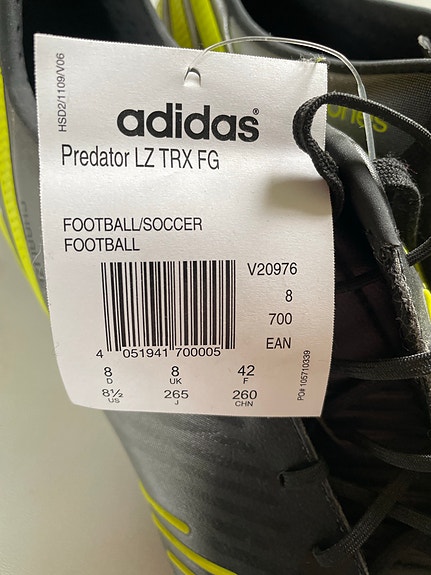 HSD2/1109/V06
adidas®
Predator LZ TRX FG
FOOTBALL/SOCCER
FOOTBALL
V20976
8
700
EAN
4 051941 700005
8 8 42
D UK F
8½ 265 260
US J CHN
PO# 105710339